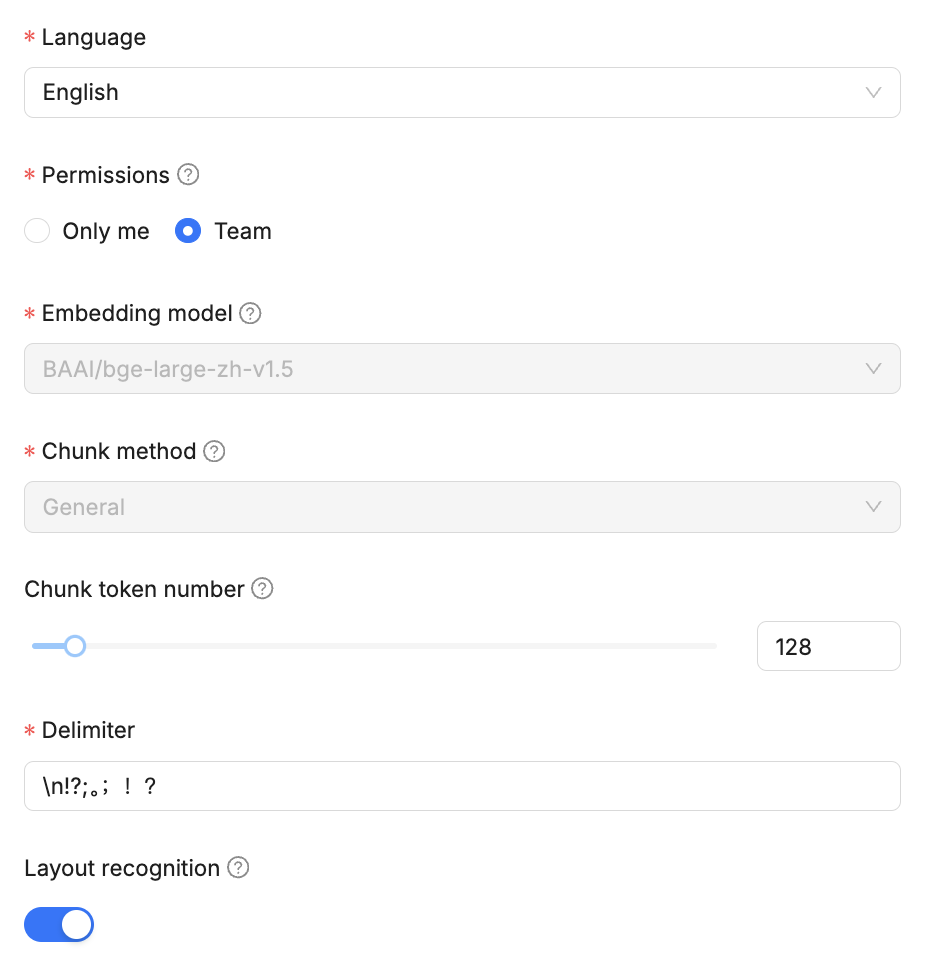 * Language
English
* Permissions ?
Only me Team
* Embedding model ?
BAAI/bge-large-zh-v1.5
* Chunk method ?
General
Chunk token number ?
128
* Delimiter
\n!?;。；！？
Layout recognition ?